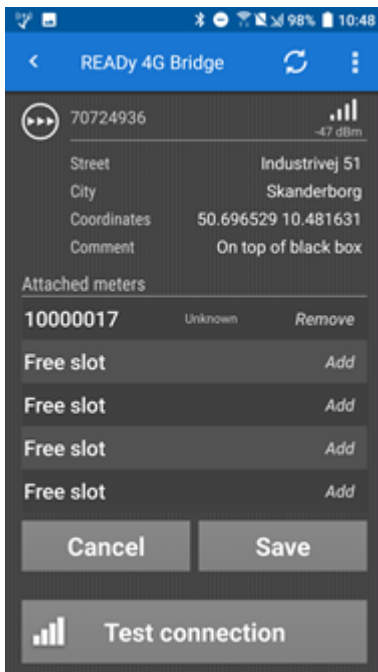 98% 10:48
READy 4G Bridge
70724936
-47 dBm
Street Industrivej 51
City Skanderborg
Coordinates 50.696529 10.481631
Comment On top of black box
Attached meters
10000017 Unknown Remove
Free slot Add
Free slot Add
Free slot Add
Free slot Add
Cancel Save
Test connection